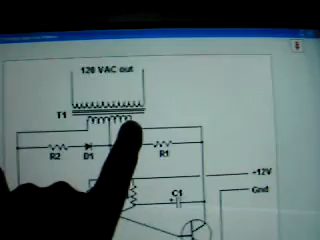 120 VAC out
T1
R2 D1 R1
-12V
C1
Gnd
+